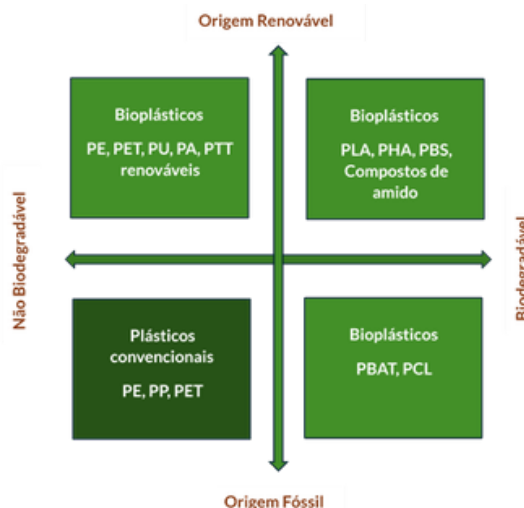 Origem Renovável
Bioplásticos
PE, PET, PU, PA, PTT
renováveis
Bioplásticos
PLA, PHA, PBS,
Compostos de
amido
Não Biodegradável
Biodegradável
Plásticos
convencionais
PE, PP, PET
Bioplásticos
PBAT, PCL
Origem Fóssil